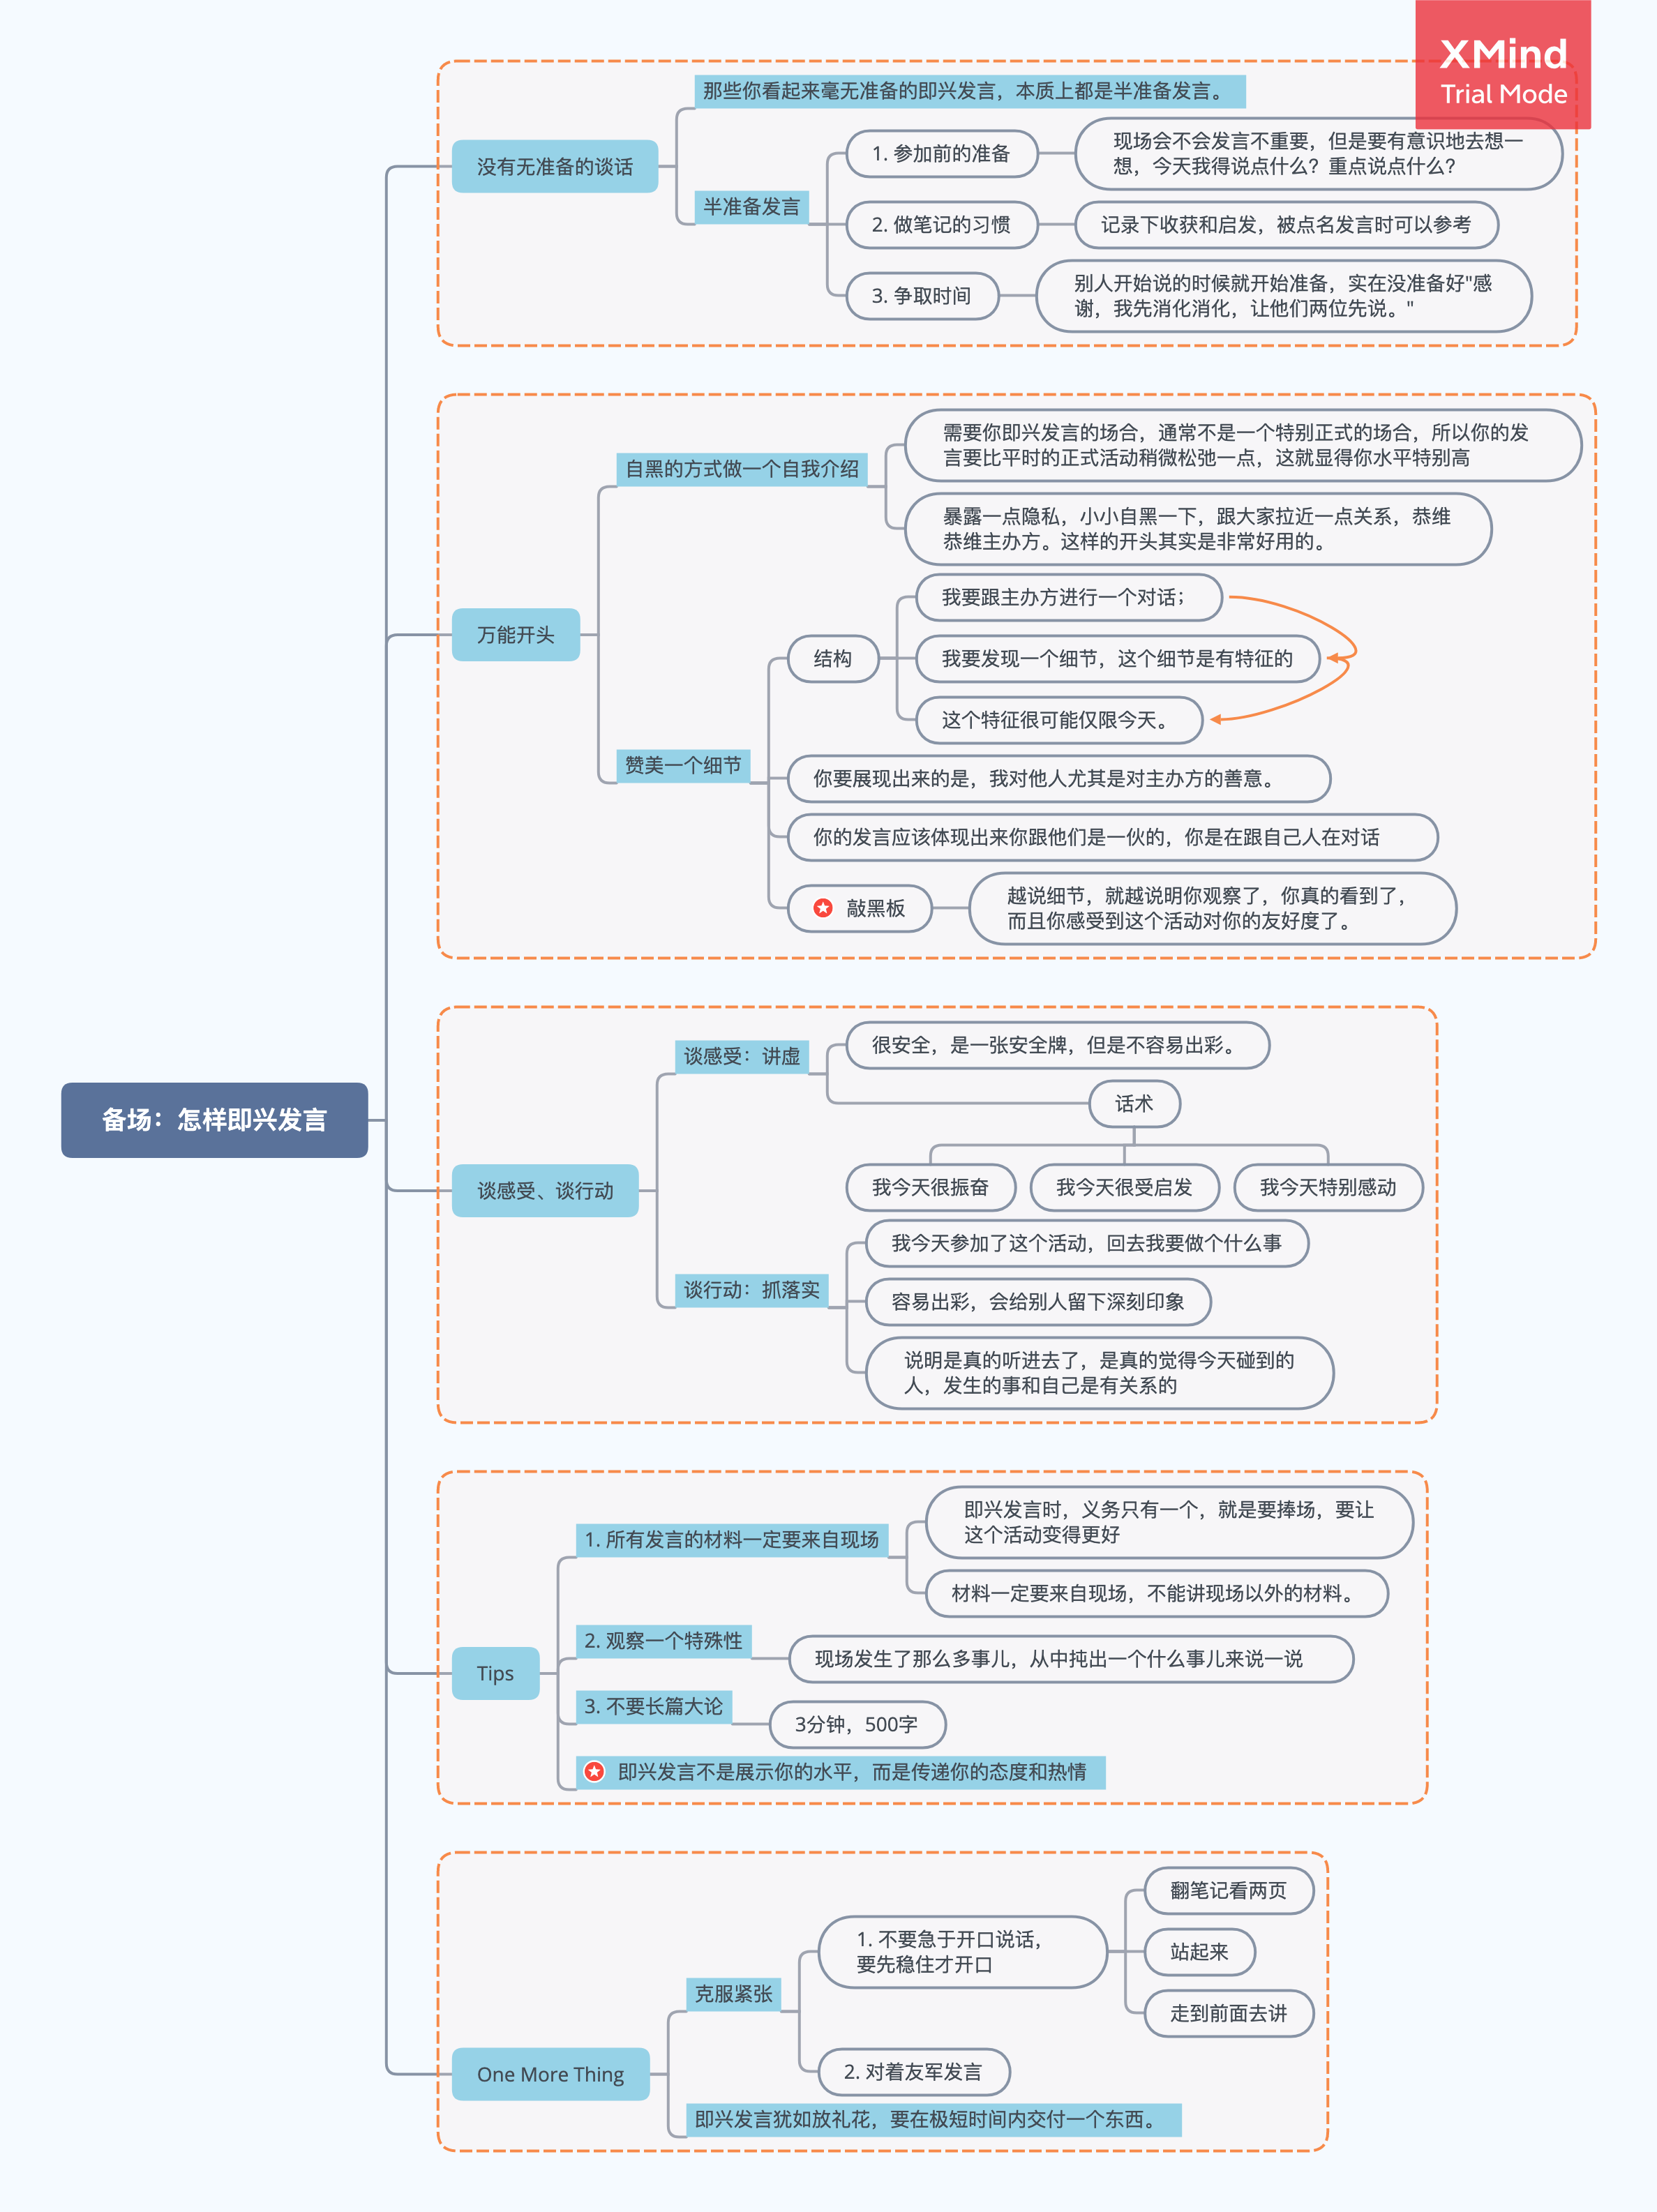 XMind
Trial Mode
那些你看起来毫无准备的即兴发言，本质上都是半准备发言。
没有无准备的谈话
半准备发言
1. 参加前的准备
现场会不会发言不重要，但是要有意识地去想一
想，今天我得说点什么？重点说点什么？
2. 做笔记的习惯
记录下收获和启发，被点名发言时可以参考
3. 争取时间
别人开始说的时候就开始准备，实在没准备好"感
谢，我先消化消化，让他们两位先说。"
万能开头
自黑的方式做一个自我介绍
需要你即兴发言的场合，通常不是一个特别正式的场合，所以你的发
言要比平时的正式活动稍微松弛一点，这就显得你水平特别高
暴露一点隐私，小小自黑一下，跟大家拉近一点关系，恭维
恭维主办方。这样的开头其实是非常好用的。
赞美一个细节
结构
我要跟主办方进行一个对话；
我要发现一个细节，这个细节是有特征的
这个特征很可能仅限今天。
你要展现出来的是，我对他人尤其是对主办方的善意。
你的发言应该体现出来你跟他们是一伙的，你是在跟自己人在对话
敲黑板
越说细节，就越说明你观察了，你真的看到了，
而且你感受到这个活动对你的友好度了。
备场：怎样即兴发言
谈感受、谈行动
谈感受：讲虚
很安全，是一张安全牌，但是不容易出彩。
话术
我今天很振奋
我今天很受启发
我今天特别感动
谈行动：抓落实
我今天参加了这个活动，回去我要做个什么事
容易出彩，会给别人留下深刻印象
说明是真的听进去了，是真的觉得今天碰到的
人，发生的事和自己是有关系的
Tips
1. 所有发言的材料一定要来自现场
即兴发言时，义务只有一个，就是要捧场，要让
这个活动变得更好
材料一定要来自现场，不能讲现场以外的材料。
2. 观察一个特殊性
现场发生了那么多事儿，从中扽出一个什么事儿来说一说
3. 不要长篇大论
3分钟，500字
即兴发言不是展示你的水平，而是传递你的态度和热情
One More Thing
克服紧张
1. 不要急于开口说话，
要先稳住才开口
翻笔记看两页
站起来
走到前面去讲
2. 对着友军发言
即兴发言犹如放礼花，要在极短时间内交付一个东西。